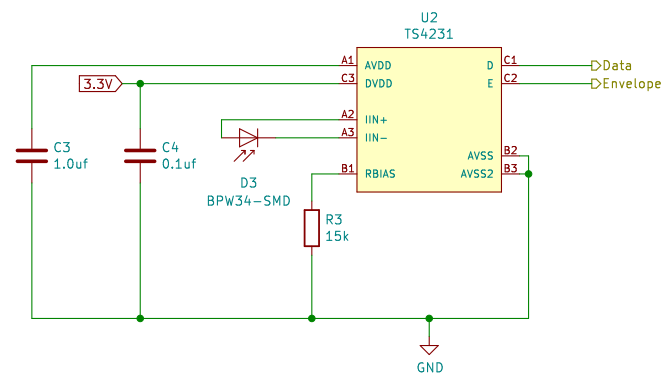 U2
TS4231
A1 AVDD D C1 Data
3.3V C3 DVDD E C2 Envelope
A2 IIN+
A3 IIN-
C3
1.0uf
C4
0.1uf
AVSS B2
B1 RBIAS AVSS2 B3
D3
BPW34-SMD
R3
15k
GND